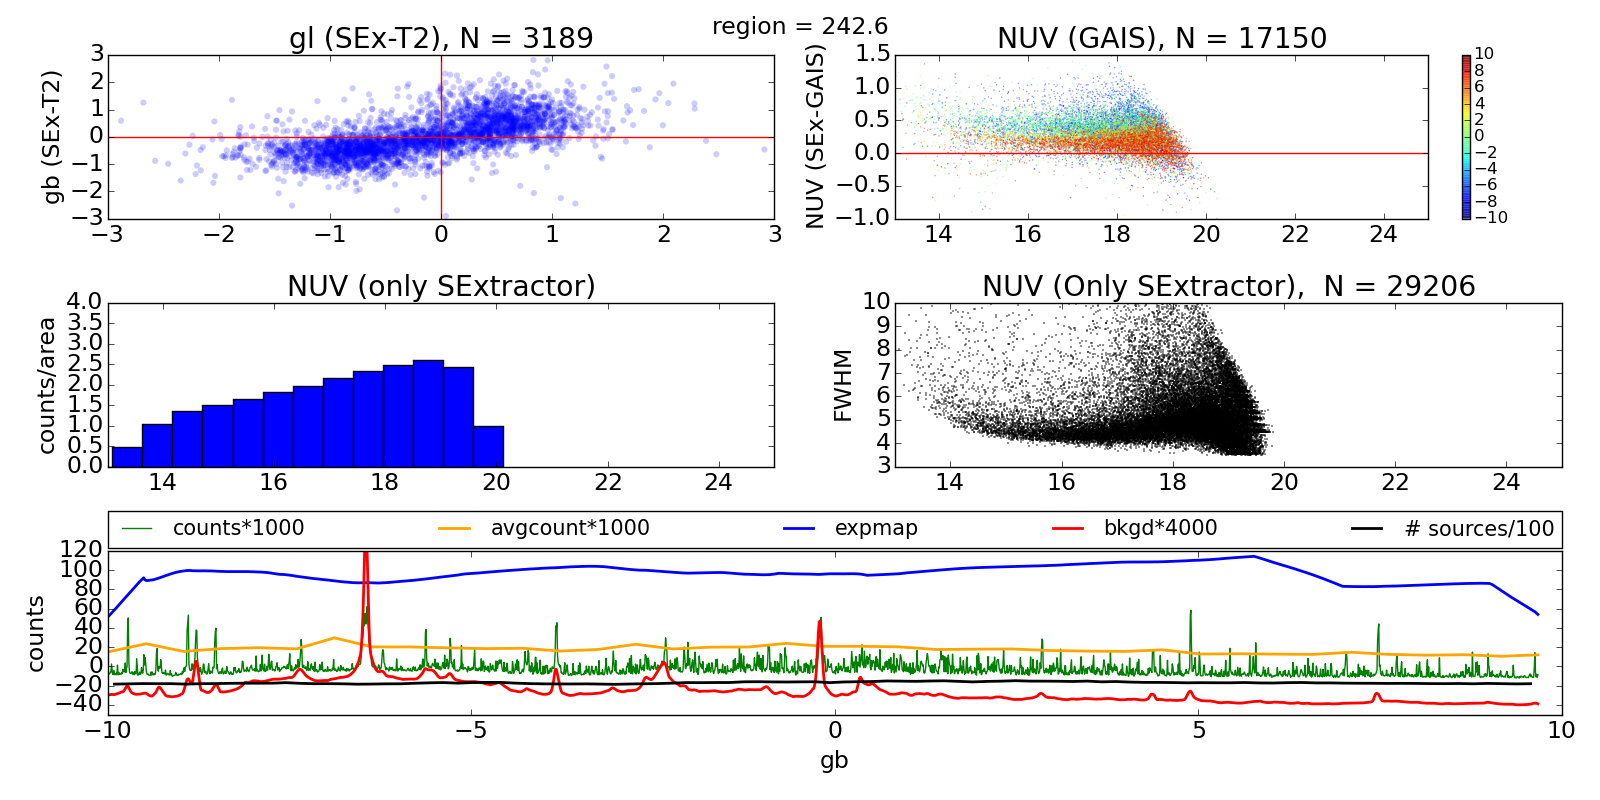 region = 242.6
gl (SEx-T2), N = 3189
gb (SEx-T2)
3
2
1
0
−1
−2
−3
−3 −2 −1 0 1 2 3
NUV (GAIS), N = 17150
NUV (SEx-GAIS)
1.5
1.0
0.5
0.0
−0.5
−1.0
14 16 18 20 22 24
10
8
6
4
2
0
−2
−4
−6
−8
−10
NUV (only SExtractor)
counts/area
4.0
3.5
3.0
2.5
2.0
1.5
1.0
0.5
0.0
14 16 18 20 22 24
NUV (Only SExtractor), N = 29206
FWHM
10
9
8
7
6
5
4
3
14 16 18 20 22 24
counts*1000 avgcount*1000 expmap bkgd*4000 # sources/100
counts
120
100
80
60
40
20
0
−20
−40
−10 −5 0 5 10
gb